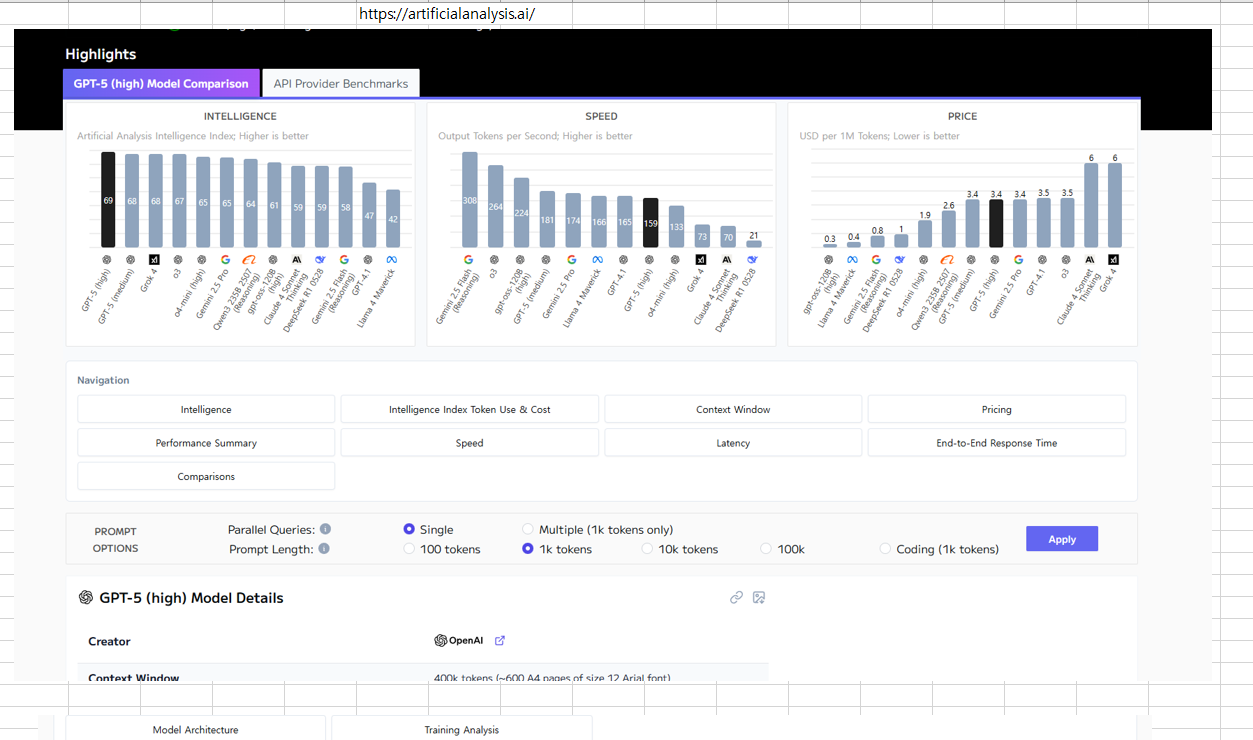 https://artificialanalysis.ai/
Highlights
GPT-5 (high) Model Comparison
API Provider Benchmarks
INTELLIGENCE
Artificial Analysis Intelligence Index; Higher is better
69
68
68
67
65
65
64
61
59
59
58
47
42
GPT-5 (high)
GPT-5 (medium)
Grok 4
o3
o4-mini (high)
Gemini 2.5 Pro
Qwen3 235B 2507
(Reasoning)
gpt-oss-120B
(high)
Claude 4 Sonnet
Thinking
DeepSeek R1 0528
Gemini 2.5 Flash
(Reasoning)
GPT-4.1
Llama 4 Maverick
SPEED
Output Tokens per Second; Higher is better
308
264
224
181
174
166
165
159
133
73
70
21
Gemini 2.5 Flash
(Reasoning)
o3
gpt-oss-120B
(high)
GPT-5 (medium)
Gemini 2.5 Pro
Llama 4 Maverick
GPT-4.1
GPT-5 (high)
o4-mini (high)
Grok 4
Claude 4 Sonnet
Thinking
DeepSeek R1 0528
PRICE
USD per 1M Tokens; Lower is better
0.3
0.4
0.8
1
1.9
2.6
3.4
3.4
3.4
3.5
3.5
6
6
gpt-oss-120B
(high)
Llama 4 Maverick
Gemini 2.5 Flash
(Reasoning)
DeepSeek R1 0528
o4-mini (high)
Qwen3 235B 2507
(Reasoning)
GPT-5 (medium)
GPT-5 (high)
Gemini 2.5 Pro
GPT-4.1
o3
Claude 4 Sonnet
Thinking
Grok 4
Navigation
Intelligence
Intelligence Index Token Use & Cost
Context Window
Pricing
Performance Summary
Speed
Latency
End-to-End Response Time
Comparisons
PROMPT
OPTIONS
Parallel Queries:
Single
Multiple (1k tokens only)
Prompt Length:
100 tokens
1k tokens
10k tokens
100k
Coding (1k tokens)
Apply
GPT-5 (high) Model Details
Creator
OpenAI
Context Window
400k tokens (~600 A4 pages of size 12 Arial font)
Model Architecture
Training Analysis